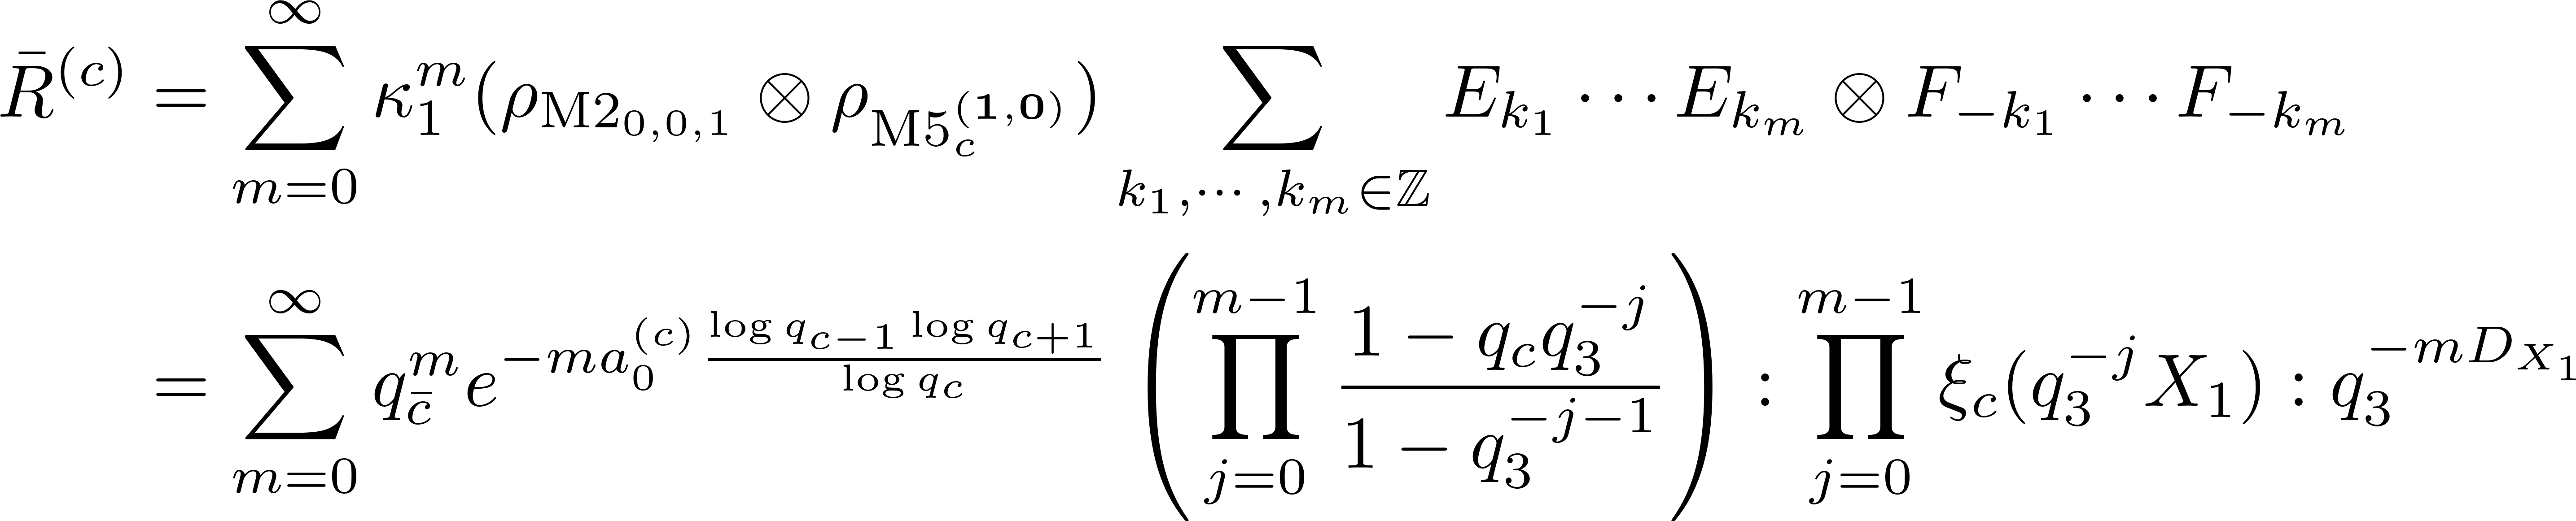 \bar{R}^{(c)} = \sum_{m=0}^{\infty} \kappa_1^m (\rho_{\mathrm{M2}_{0,0,1}} \otimes \rho_{\mathrm{M5}_c^{(\mathbf{1},\mathbf{0})}}) \sum_{k_1,\cdots,k_m \in \mathbb{Z}} E_{k_1} \cdots E_{k_m} \otimes F_{-k_1} \cdots F_{-k_m}
= \sum_{m=0}^{\infty} q_{\bar{c}}^m e^{-m a_0^{(c)} \frac{\log q_{c-1} \log q_{c+1}}{\log q_c}} \left( \prod_{j=0}^{m-1} \frac{1 - q_c q_3^{-j}}{1 - q_3^{-j-1}} \right) : \prod_{j=0}^{m-1} \xi_c(q_3^{-j} X_1) : q_3^{-m D_{X_1}}